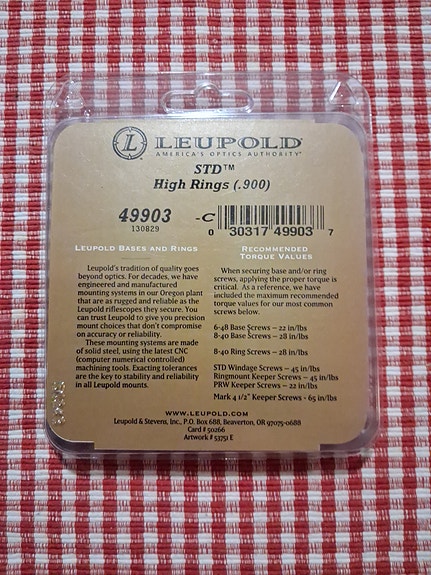 L LEUPOLD®
AMERICA'S OPTICS AUTHORITY®
STD™
High Rings (.900)
49903 -C
130829
0 30317 49903 7
LEUPOLD BASES AND RINGS
Leupold's tradition of quality goes
beyond optics. For decades, we have
engineered and manufactured
mounting systems in our Oregon plant
that are as rugged and reliable as the
Leupold riflescopes they secure. You
can trust Leupold to give you precision
mount choices that don't compromise
on accuracy or reliability.
These mounting systems are made
of solid steel, using the latest CNC
(computer numerical controlled)
machining tools. Exacting tolerances
are the key to stability and reliability
in all Leupold mounts.
RECOMMENDED
TORQUE VALUES
When securing base and/or ring
screws, applying the proper torque is
critical. As a reference, we have
included the maximum recommended
torque values for our most common
screws below.
6-48 Base Screws – 22 in/lbs
8-40 Base Screws – 28 in/lbs
8-40 Ring Screws – 28 in/lbs
STD Windage Screws – 45 in/lbs
Ringmount Keeper Screws – 45 in/lbs
PRW Keeper Screws – 22 in/lbs
Mark 4 1/2" Keeper Screws - 65 in/lbs
WWW.LEUPOLD.COM
Leupold & Stevens, Inc., P.O. Box 688, Beaverton, OR 97075-0688
Card # 50266
Artwork # 53751 E